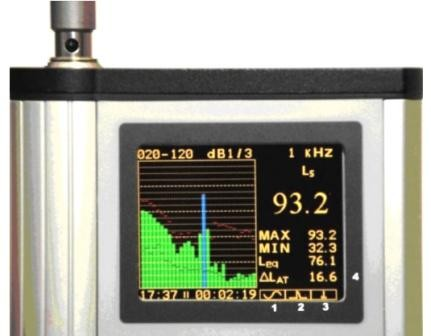 020-120 dB1/3 1 KHZ
LS
93.2
MAX 93.2
MIN 32.3
Leq 76.1
ΔLAT 16.6
4
17:37 II 00:02:19
1 2 3